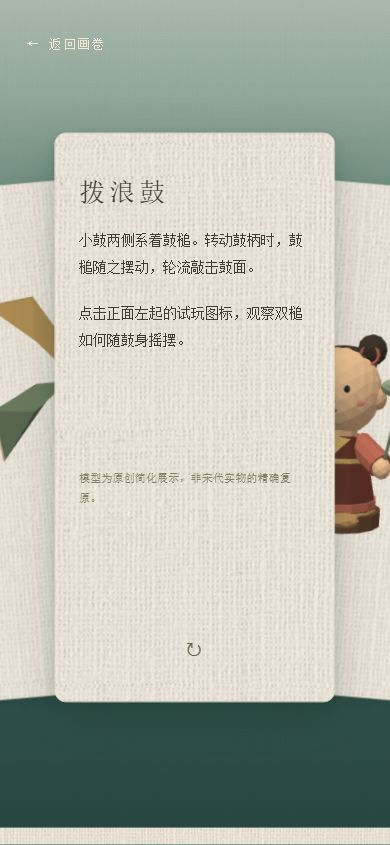 ← 返回画卷
拨浪鼓
小鼓两侧系着鼓槌。转动鼓柄时，鼓
槌随之摆动，轮流敲击鼓面。
点击正面左起的试玩图标，观察双槌
如何随鼓身摇摆。
模型为原创简化展示，非宋代实物的精确复
原。
↻